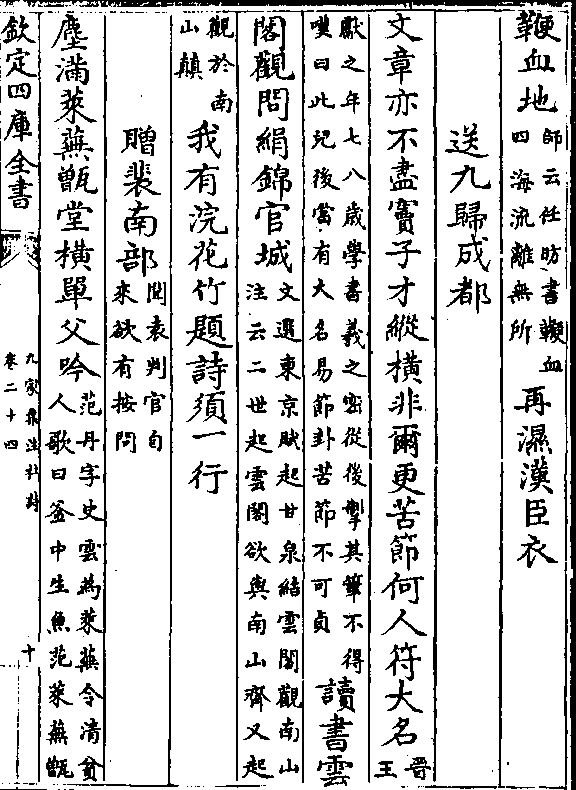 鞭血地師云任昉書鞭血四海流離無所再濕漢臣衣
送九歸成都
文章亦不盡竇子才縱橫非爾更苦節何人符大名晉王
獻之年七八歲學書羲之密從後掣其筆不得嘆曰此兒後當有大名易節卦苦節不可貞讀書雲
閣觀問絹錦官城文選東京賦起甘泉結雲閣觀南山注云二世起雲閣欲與南山齊又起
觀於南山巔我有浣花竹題詩須一行
贈裴南部聞袁判官自來欲有按問
塵滿萊蕪甑堂橫單父吟范丹字史雲為萊蕪令清貧人歌曰釜中生魚范萊蕪甑
欽定四庫全書
九家集注杜詩
卷二十四
十